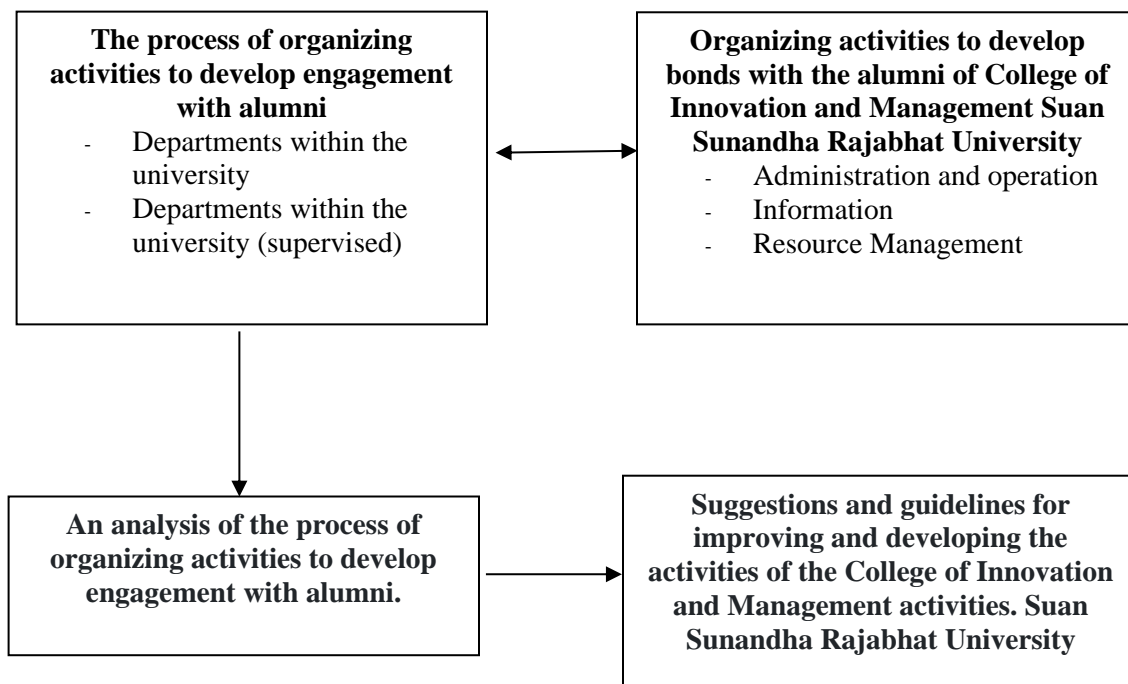 The process of organizing
activities to develop engagement
with alumni
- Departments within the
university
- Departments within the
university (supervised)
Organizing activities to develop
bonds with the alumni of College of
Innovation and Management Suan
Sunandha Rajabhat University
- Administration and operation
- Information
- Resource Management
An analysis of the process of
organizing activities to develop
engagement with alumni.
Suggestions and guidelines for
improving and developing the
activities of the College of Innovation
and Management activities. Suan
Sunandha Rajabhat University